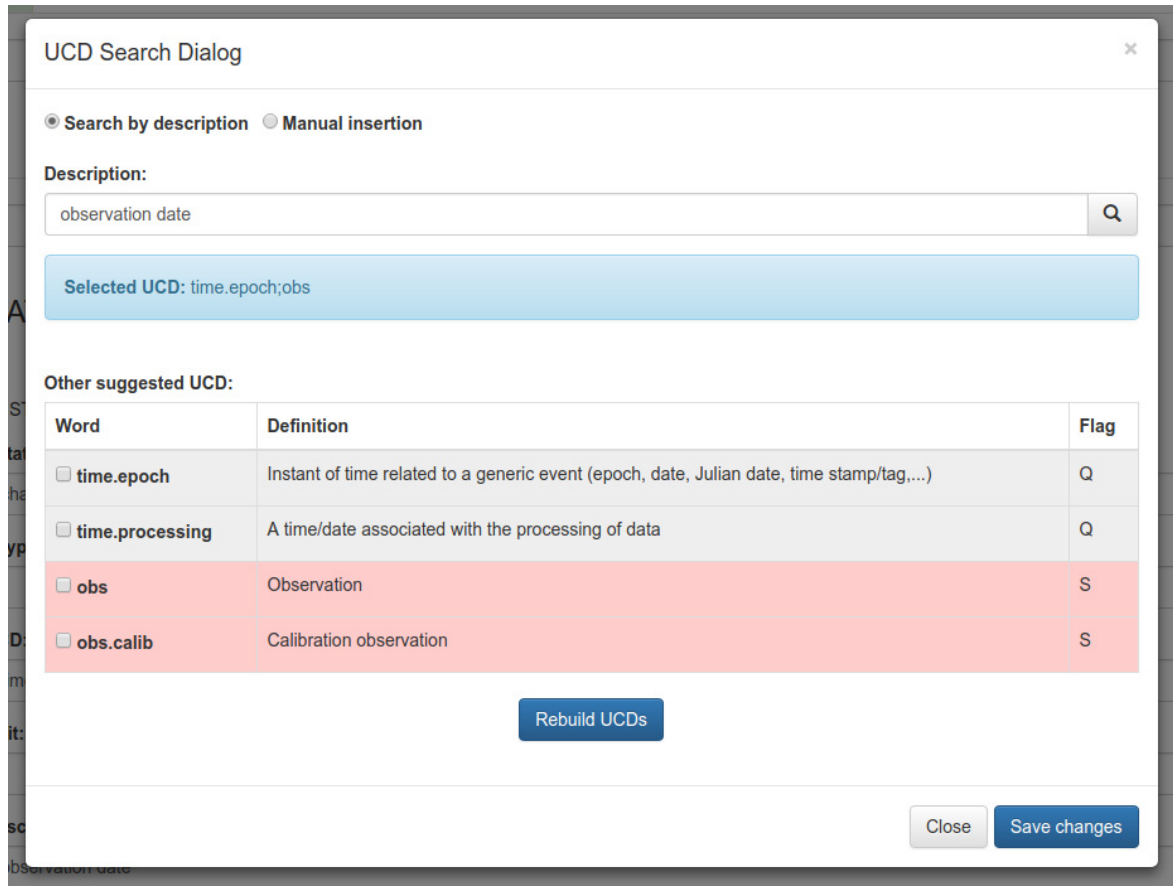 UCD Search Dialog ×
Search by description Manual insertion
Description:
observation date
Selected UCD: time.epoch;obs
Other suggested UCD:
Word Definition Flag
time.epoch Instant of time related to a generic event (epoch, date, Julian date, time stamp/tag,...) Q
time.processing A time/date associated with the processing of data Q
obs Observation S
obs.calib Calibration observation S
Rebuild UCDs
Close Save changes
observation date